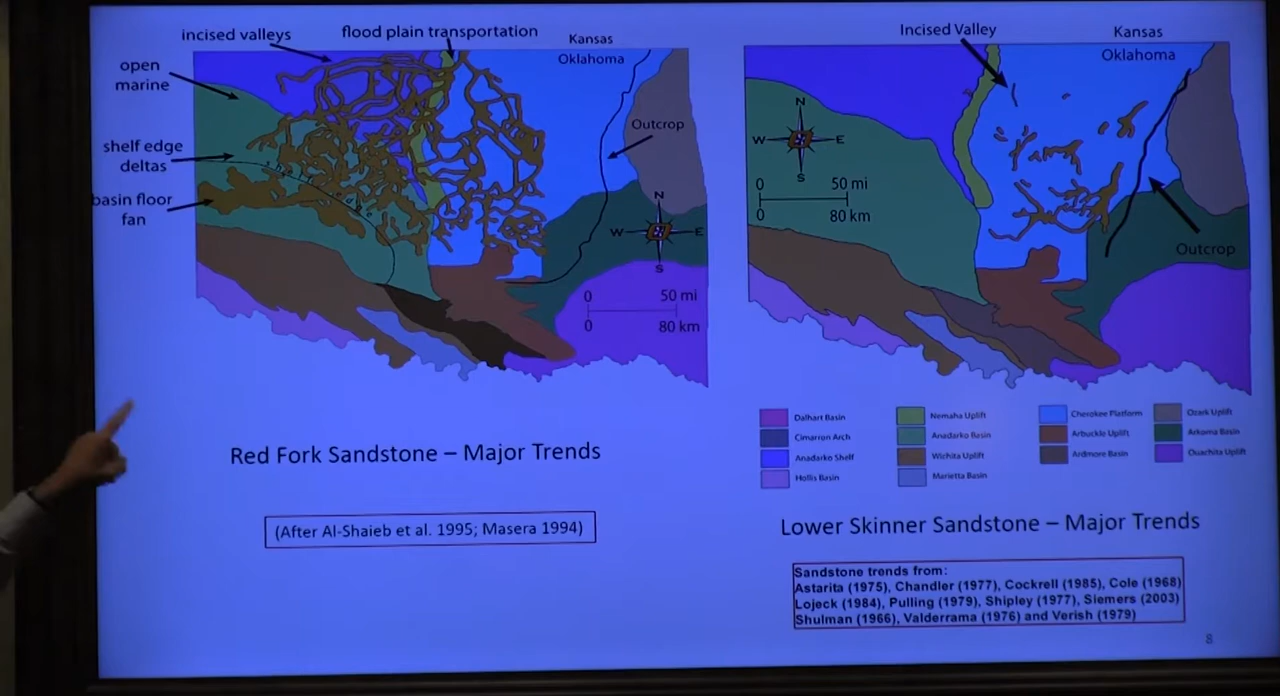 incised valleys
flood plain transportation
open
marine
shelf edge
deltas
basin floor
fan
Kansas
Oklahoma
Outcrop
N
W
E
S
0
50 mi
0
80 km
Red Fork Sandstone – Major Trends
(After Al-Shaieb et al. 1995; Masera 1994)
Incised Valley
Kansas
Oklahoma
N
W
E
S
0
50 mi
0
80 km
Outcrop
Dalhart Basin
Cimarron Arch
Anadarko Shelf
Hollis Basin
Nemaha Uplift
Anadarko Basin
Wichita Uplift
Marietta Basin
Cherokee Platform
Arbuckle Uplift
Ardmore Basin
Ozark Uplift
Arkoma Basin
Ouachita Uplift
Lower Skinner Sandstone – Major Trends
Sandstone trends from:
Astarita (1975), Chandler (1977), Cockrell (1985), Cole (1968)
Lojeck (1984), Pulling (1979), Shipley (1977), Siemers (2003)
Shulman (1966), Valderrama (1976) and Verish (1979)
8